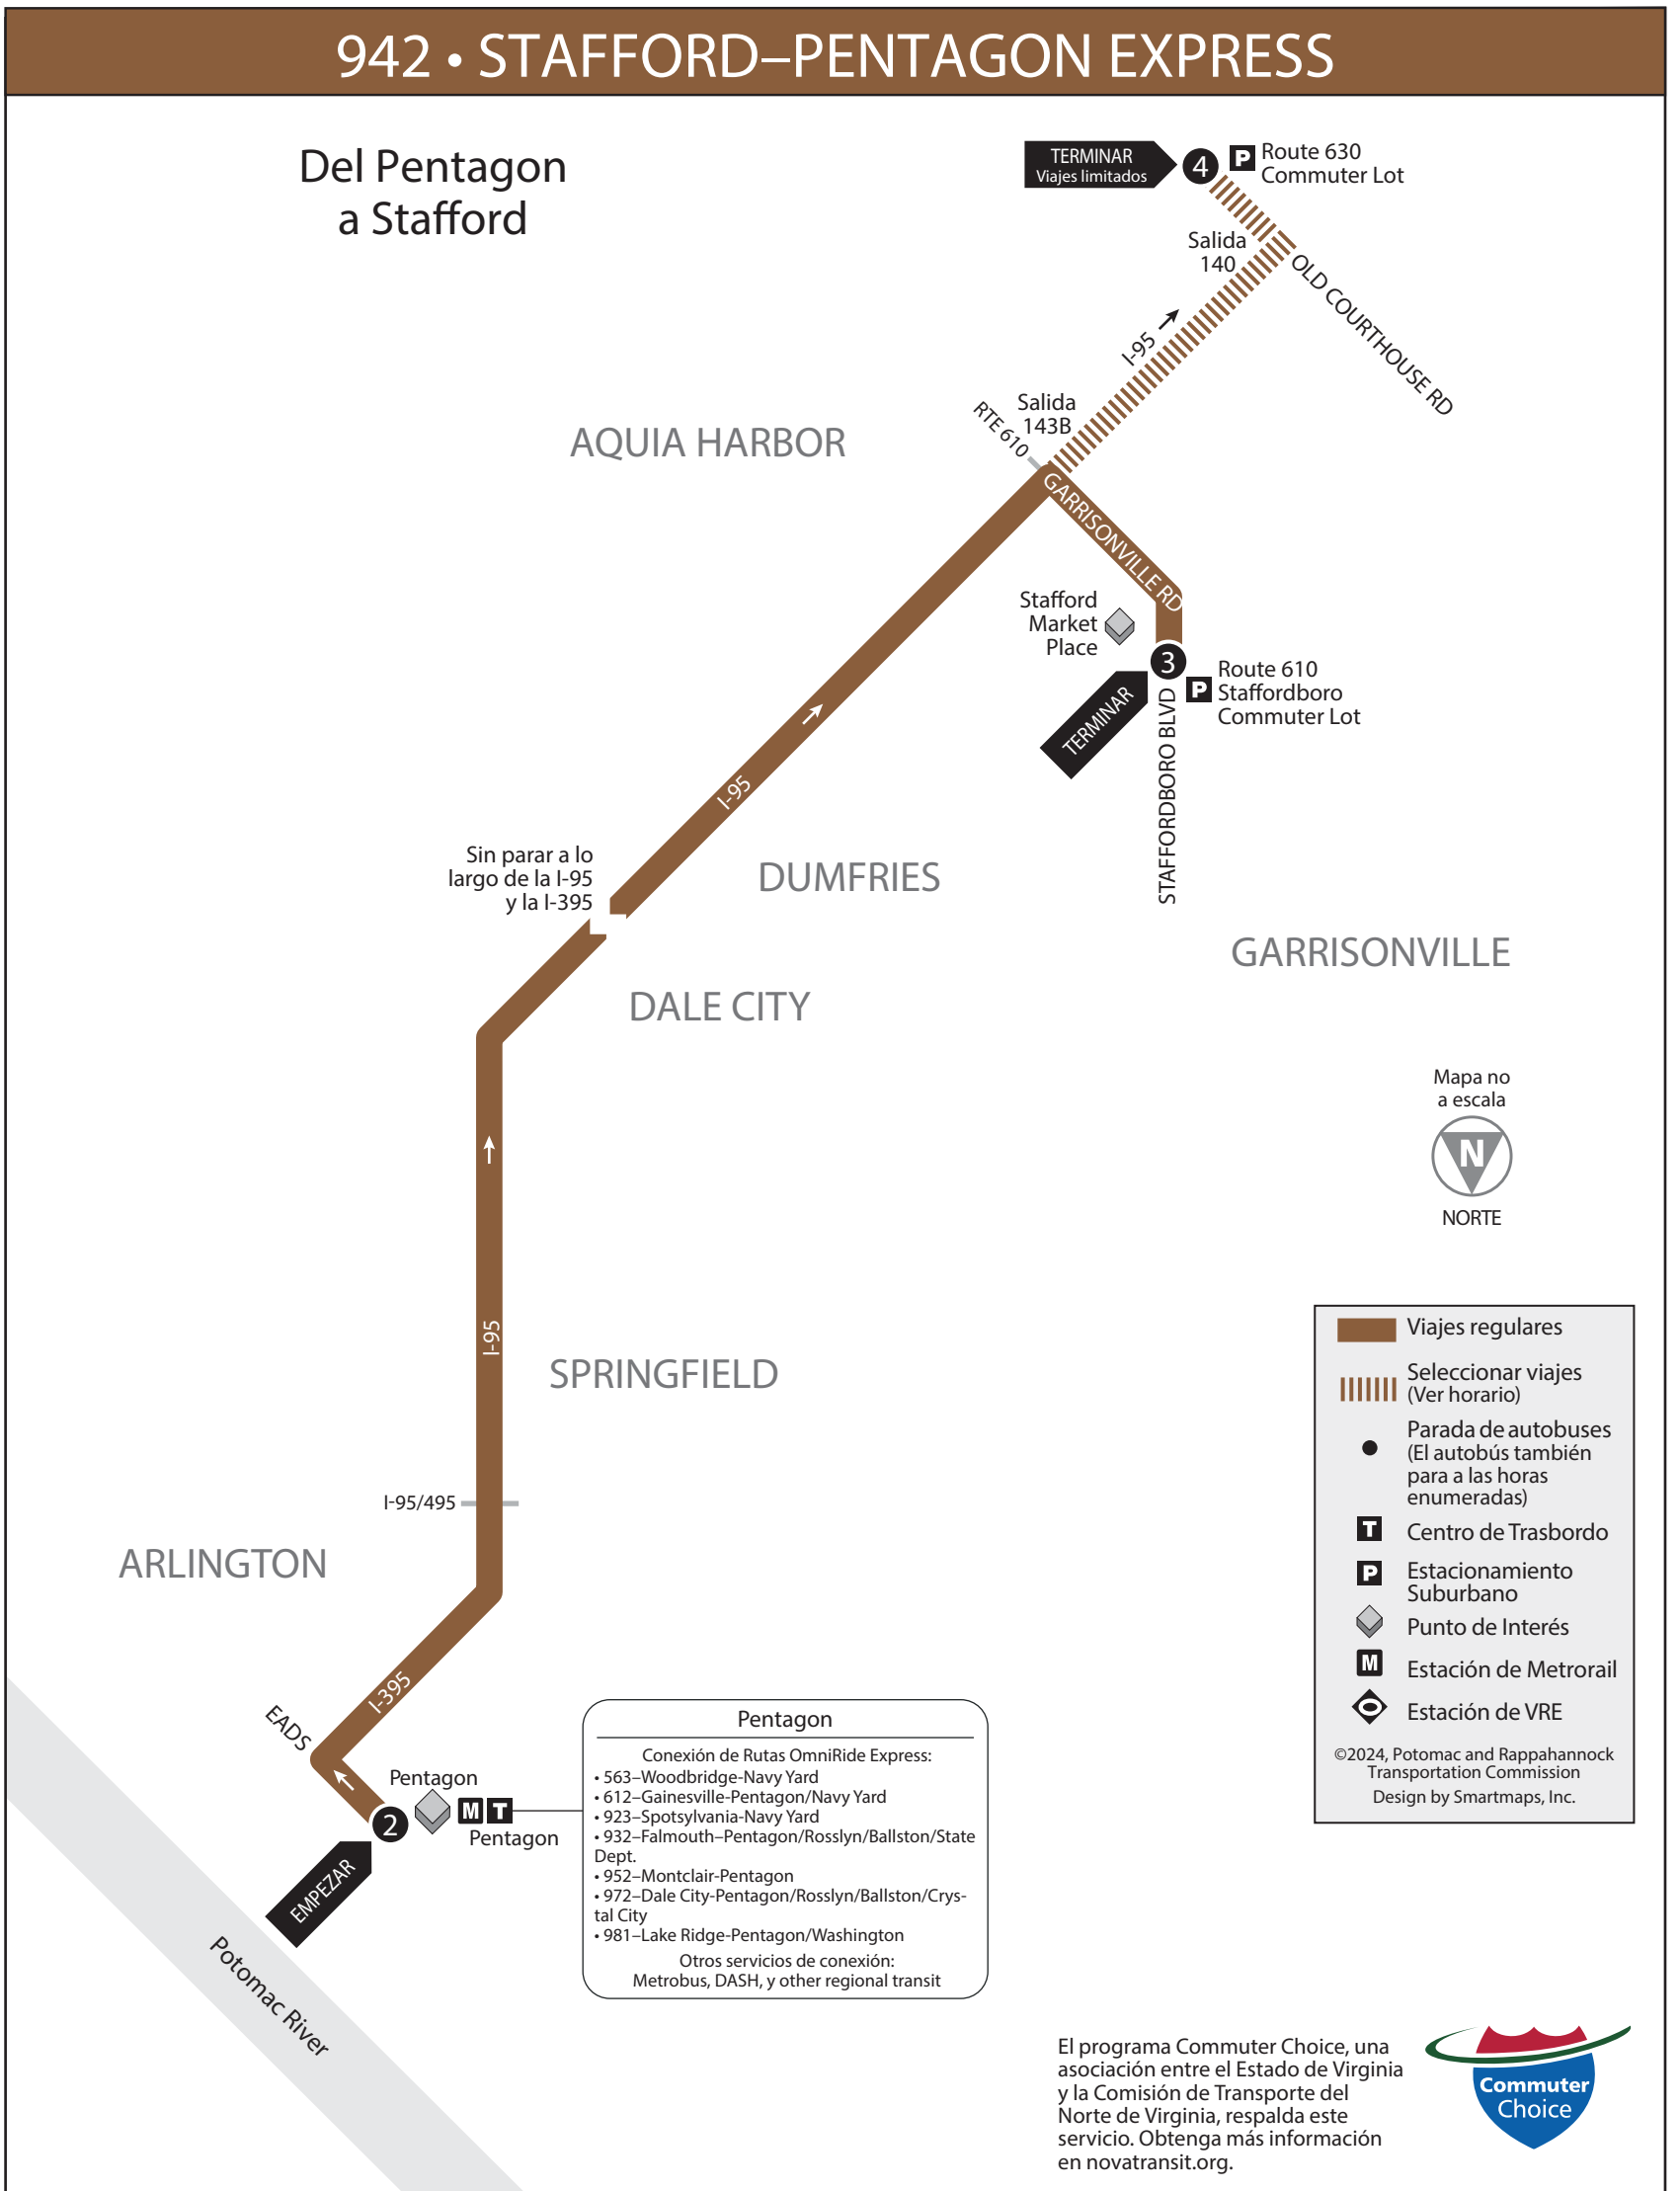 942 • STAFFORD–PENTAGON EXPRESS
Del Pentagon
a Stafford
TERMINAR
Viajes limitados
4
P
Route 630
Commuter Lot
Salida
140
OLD COURTHOUSE RD
I-95
Salida
143B
RTE 610
AQUIA HARBOR
GARRISONVILLE RD
Stafford
Market
Place
3
TERMINAR
P
Route 610
Staffordboro
Commuter Lot
STAFFORDBORO BLVD
I-95
Sin parar a lo
largo de la I-95
y la I-395
DUMFRIES
GARRISONVILLE
DALE CITY
Mapa no
a escala
N
NORTE
I-95
SPRINGFIELD
I-95/495
ARLINGTON
I-395
EADS
Pentagon
2
M T
Pentagon
EMPEZAR
Potomac River
Pentagon
Conexión de Rutas OmniRide Express:
• 563–Woodbridge-Navy Yard
• 612–Gainesville-Pentagon/Navy Yard
• 923–Spotsylvania-Navy Yard
• 932–Falmouth–Pentagon/Rosslyn/Ballston/State
Dept.
• 952–Montclair-Pentagon
• 972–Dale City-Pentagon/Rosslyn/Ballston/Crys-
tal City
• 981–Lake Ridge-Pentagon/Washington
Otros servicios de conexión:
Metrobus, DASH, y other regional transit
Viajes regulares
Seleccionar viajes
(Ver horario)
Parada de autobuses
(El autobús también
para a las horas
enumeradas)
T Centro de Trasbordo
P Estacionamiento
Suburbano
Punto de Interés
M Estación de Metrorail
Estación de VRE
©2024, Potomac and Rappahannock
Transportation Commission
Design by Smartmaps, Inc.
El programa Commuter Choice, una
asociación entre el Estado de Virginia
y la Comisión de Transporte del
Norte de Virginia, respalda este
servicio. Obtenga más información
en novatransit.org.
Commuter
Choice